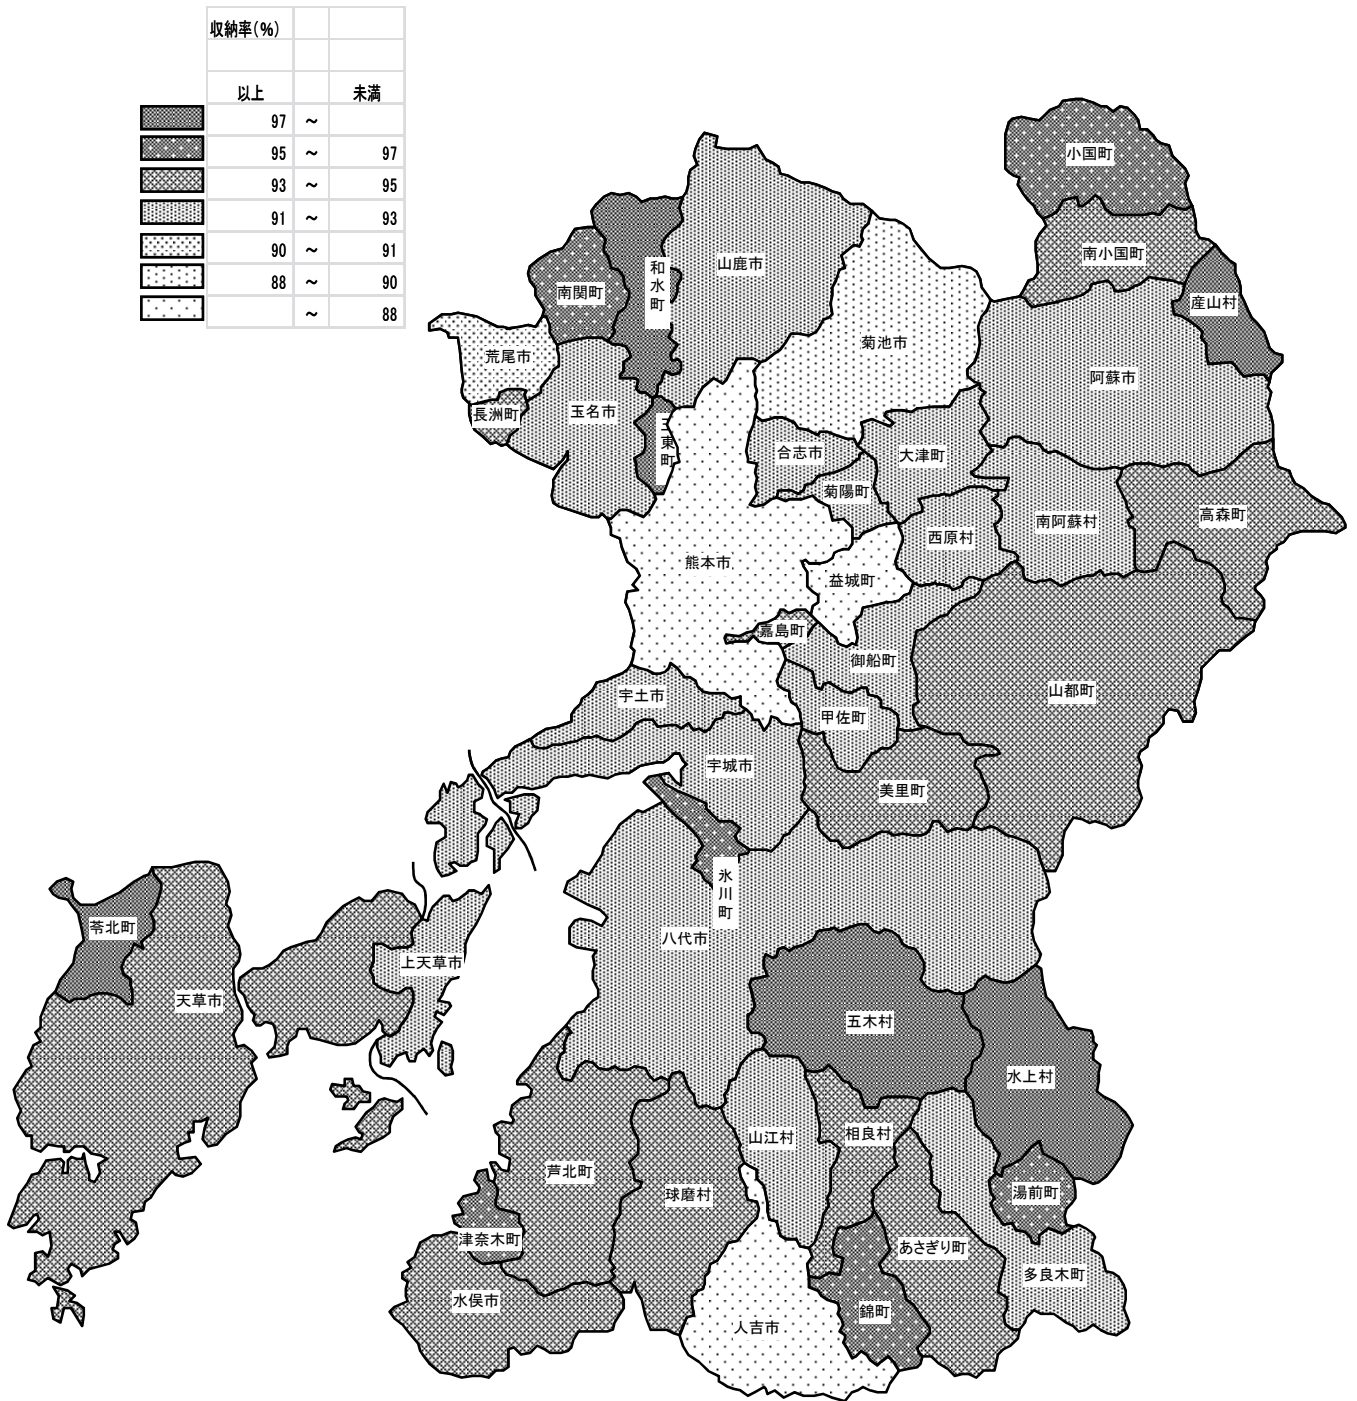 収納率(%)
以上 未満
97 ～
95 ～ 97
93 ～ 95
91 ～ 93
90 ～ 91
88 ～ 90
～ 88
小国町
南小国町
産山村
和水町
山鹿市
南関町
菊池市
荒尾市
阿蘇市
長洲町
玉名市
玉東町
合志市
大津町
菊陽町
高森町
南阿蘇村
西原村
熊本市
益城町
嘉島町
御船町
山都町
宇土市
甲佐町
宇城市
美里町
氷川町
苓北町
八代市
上天草市
天草市
五木村
水上村
相良村
山江村
芦北町
球磨村
湯前町
津奈木町
あさぎり町
多良木町
水俣市
錦町
人吉市